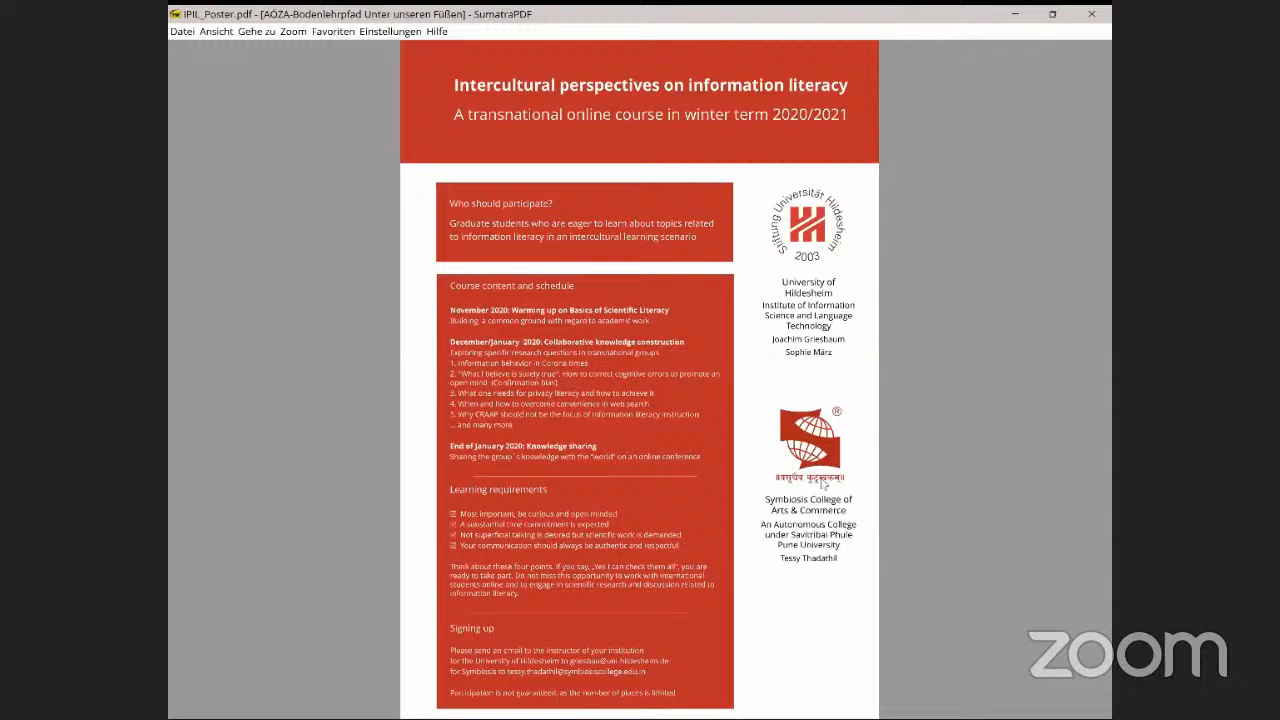 IPIL_Poster.pdf - [AÖZA-Bodenlehrpfad Unter unseren Füßen] - SumatraPDF
Datei Ansicht Gehe zu Zoom Favoriten Einstellungen Hilfe
Intercultural perspectives on information literacy
A transnational online course in winter term 2020/2021
Who should participate?
Graduate students who are eager to learn about topics related
to information literacy in an intercultural learning scenario
Course content and schedule
November 2020: Warming up on Basics of Scientific Literacy
Building a common ground with regard to academic work
December/January 2020: Collaborative knowledge construction
Exploring specific research questions in transnational groups
1. Information behavior in Corona times
2. "What I believe is surely true". How to correct cognitive errors to promote an
open mind (Confirmation bias)
3. What one needs for privacy literacy and how to achieve it
4. When and how to overcome convenience in web search
5. Why CRAAP should not be the focus of information literacy instruction
... and many more
End of January 2020: Knowledge sharing
Sharing the group´s knowledge with the "world" on an online conference
Learning requirements
☑ Most important, be curious and open minded
☑ A substantial time commitment is expected
☑ Not superficial talking is desired but scientific work is demanded
☑ Your communication should always be authentic and respectful
Think about these four points. If you say, „Yes I can check them all", you are
ready to take part. Do not miss this opportunity to work with international
students online and to engage in scientific research and discussion related to
information literacy.
Signing up
Please send an email to the instructor of your institution
for the University of Hildesheim to griesbau@uni-hildesheim.de
for Symbiosis to tessy.thadathil@symbiosiscollege.edu.in
Participation is not guaranteed, as the number of places is limited
Stiftung Universität Hildesheim
2003
University of
Hildesheim
Institute of Information
Science and Language
Technology
Joachim Griesbaum
Sophie März
®
॥वसुधैव कुटुम्बकम्॥
Symbiosis College of
Arts & Commerce
An Autonomous College
under Savitribai Phule
Pune University
Tessy Thadathil
zoom